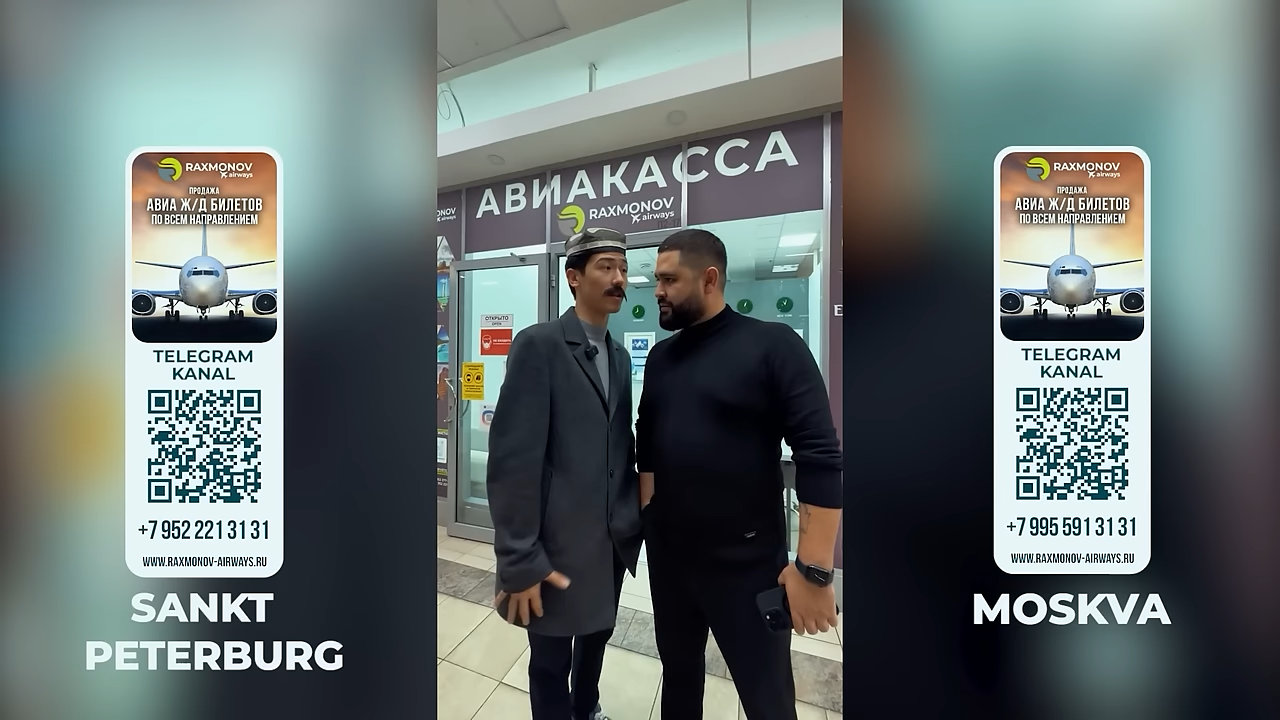 RAXMONOV
airways
ПРОДАЖА
АВИА Ж/Д БИЛЕТОВ
ПО ВСЕМ НАПРАВЛЕНИЕМ
TELEGRAM
KANAL
+7 952 221 31 31
WWW.RAXMONOV-AIRWAYS.RU
SANKT
PETERBURG
АВИАКАССА
RAXMONOV
airways
ONOV
ОТКРЫТО
OPEN
RAXMONOV
airways
ПРОДАЖА
АВИА Ж/Д БИЛЕТОВ
ПО ВСЕМ НАПРАВЛЕНИЕМ
TELEGRAM
KANAL
+7 995 591 31 31
WWW.RAXMONOV-AIRWAYS.RU
MOSKVA